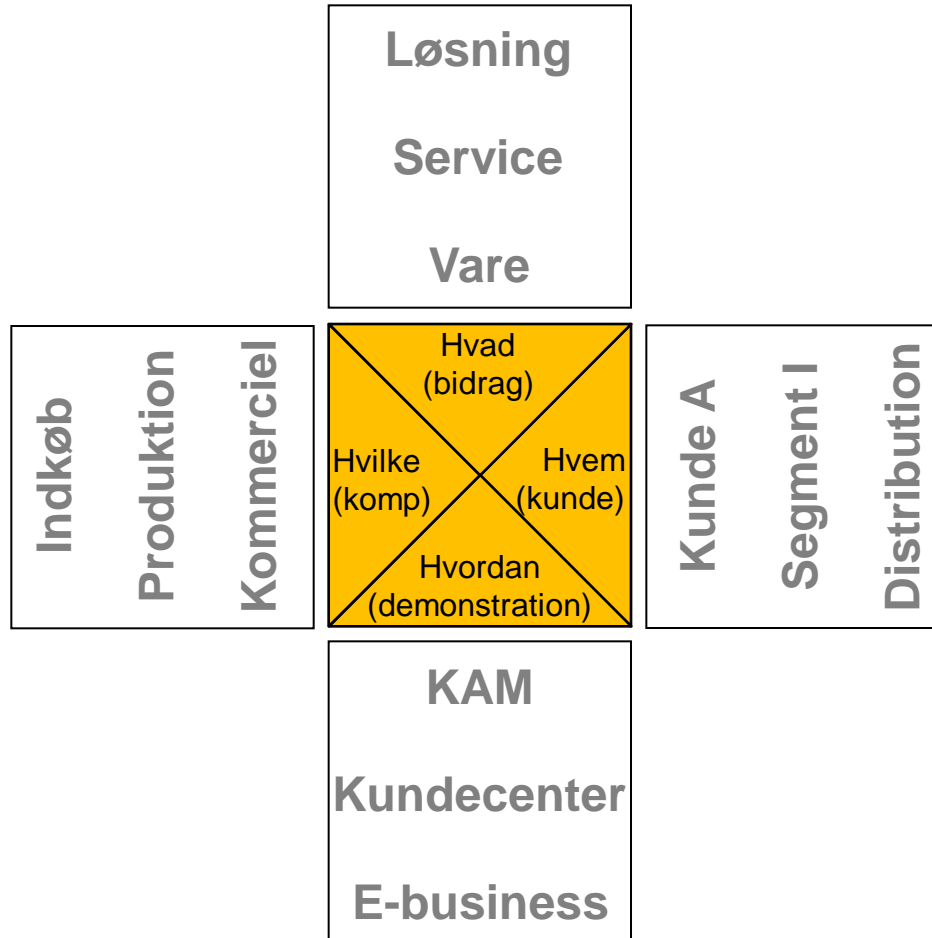 Løsning
Service
Vare
Indkøb
Produktion
Kommerciel
Hvad
(bidrag)
Hvilke
(komp)
Hvem
(kunde)
Hvordan
(demonstration)
Kunde A
Segment I
Distribution
KAM
Kundecenter
E-business